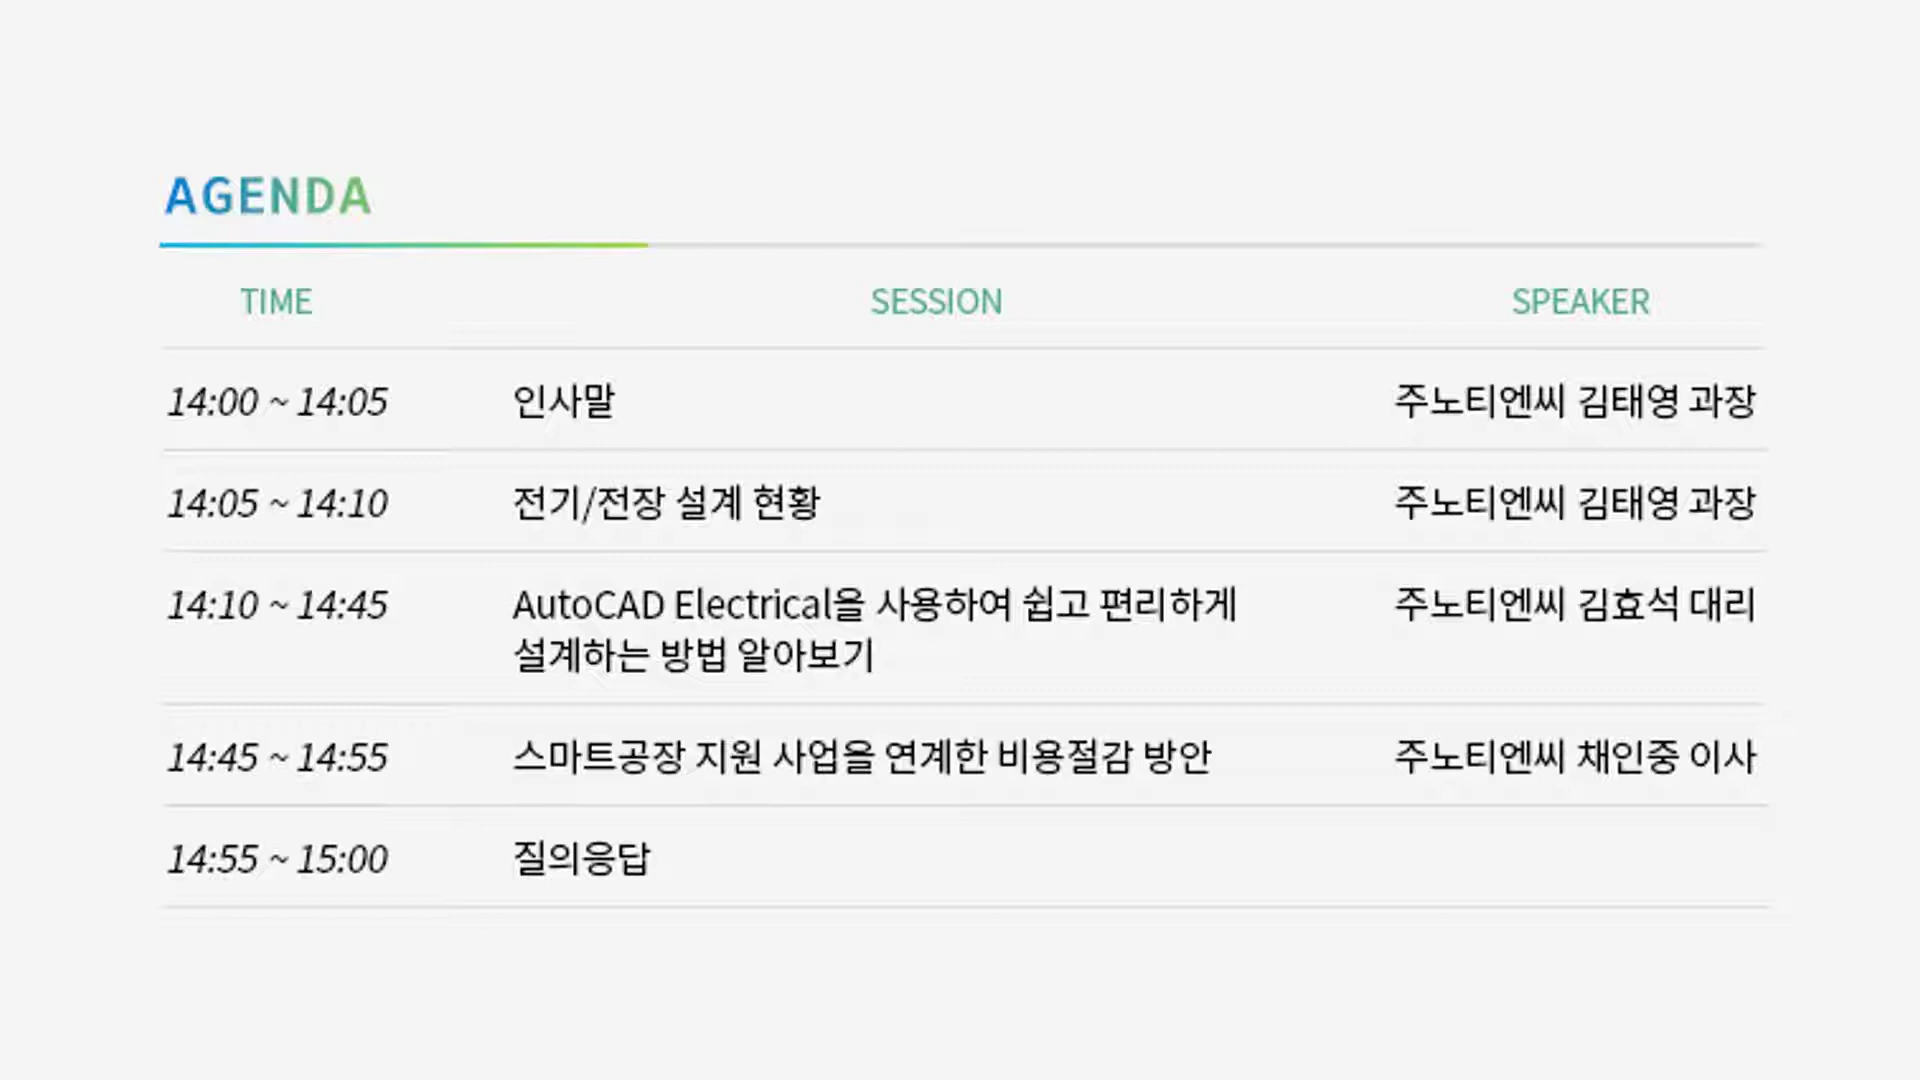 AGENDA
TIME SESSION SPEAKER
14:00 ~ 14:05 인사말 주노티엔씨 김태영 과장
14:05 ~ 14:10 전기/전장 설계 현황 주노티엔씨 김태영 과장
14:10 ~ 14:45 AutoCAD Electrical을 사용하여 쉽고 편리하게 주노티엔씨 김효석 대리
설계하는 방법 알아보기
14:45 ~ 14:55 스마트공장 지원 사업을 연계한 비용절감 방안 주노티엔씨 채인중 이사
14:55 ~ 15:00 질의응답